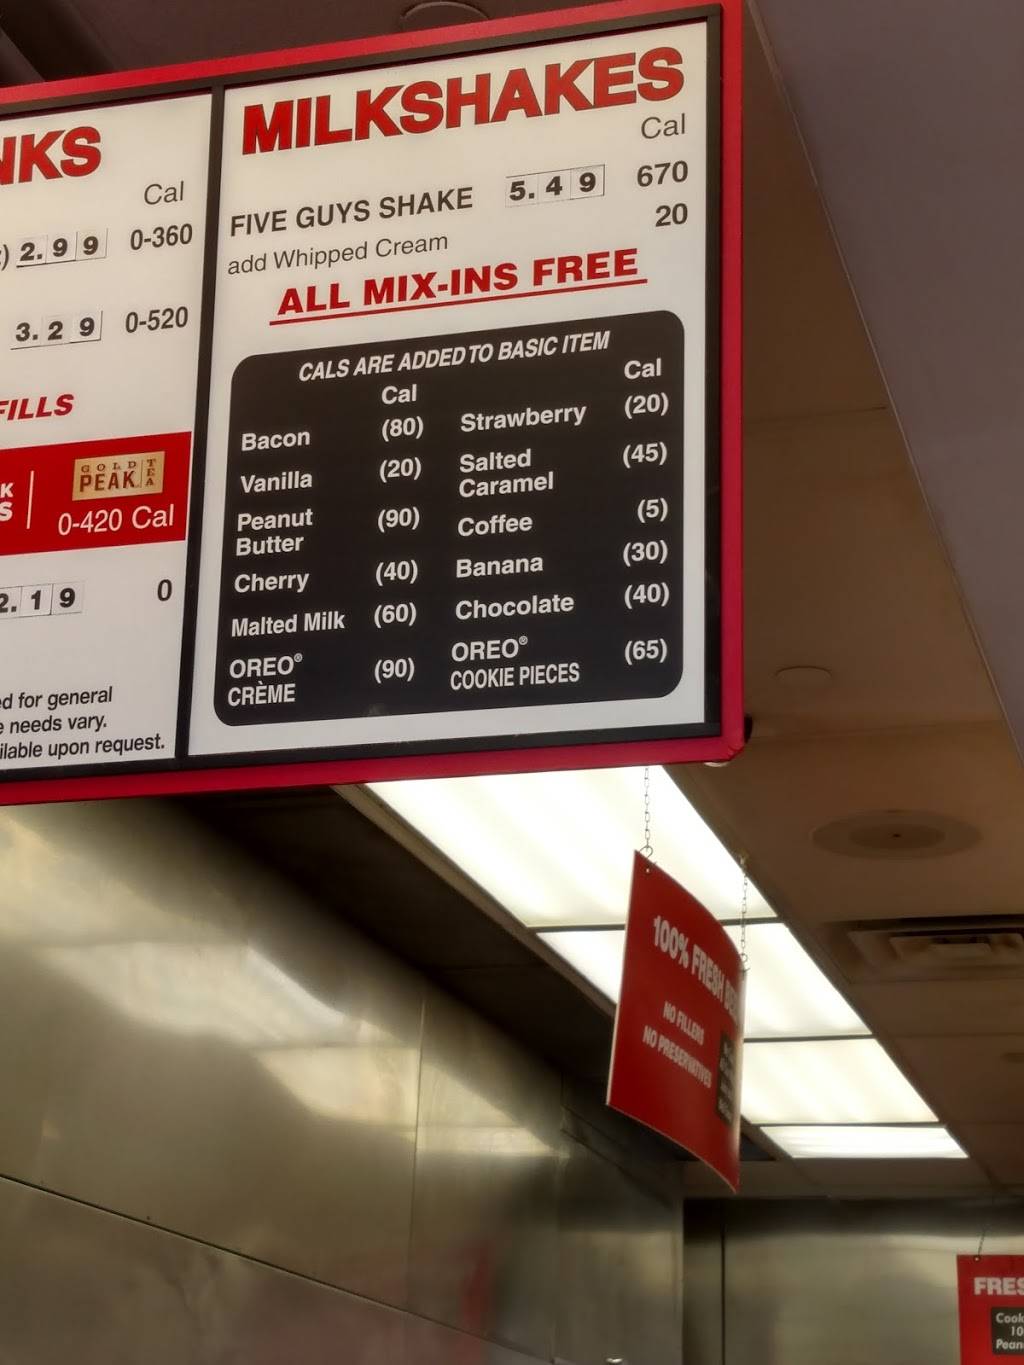 NKS
Cal
) 2.99 0-360
3.29 0-520
FILLS
K
S
GOLD PEAK TEA
0-420 Cal
2.19 0
for general
needs vary.
upon request.
MILKSHAKES
Cal
FIVE GUYS SHAKE 5.49 670
add Whipped Cream 20
ALL MIX-INS FREE
CALS ARE ADDED TO BASIC ITEM
Cal Cal
Bacon (80) Strawberry (20)
Vanilla (20) Salted
Caramel (45)
Peanut
Butter (90) Coffee (5)
Cherry (40) Banana (30)
Malted Milk (60) Chocolate (40)
OREO®
CRÈME (90) OREO®
COOKIE PIECES (65)
100% FRESH
NO FILLERS
NO PRESERVATIVES
FRES
Cook
10
Pean